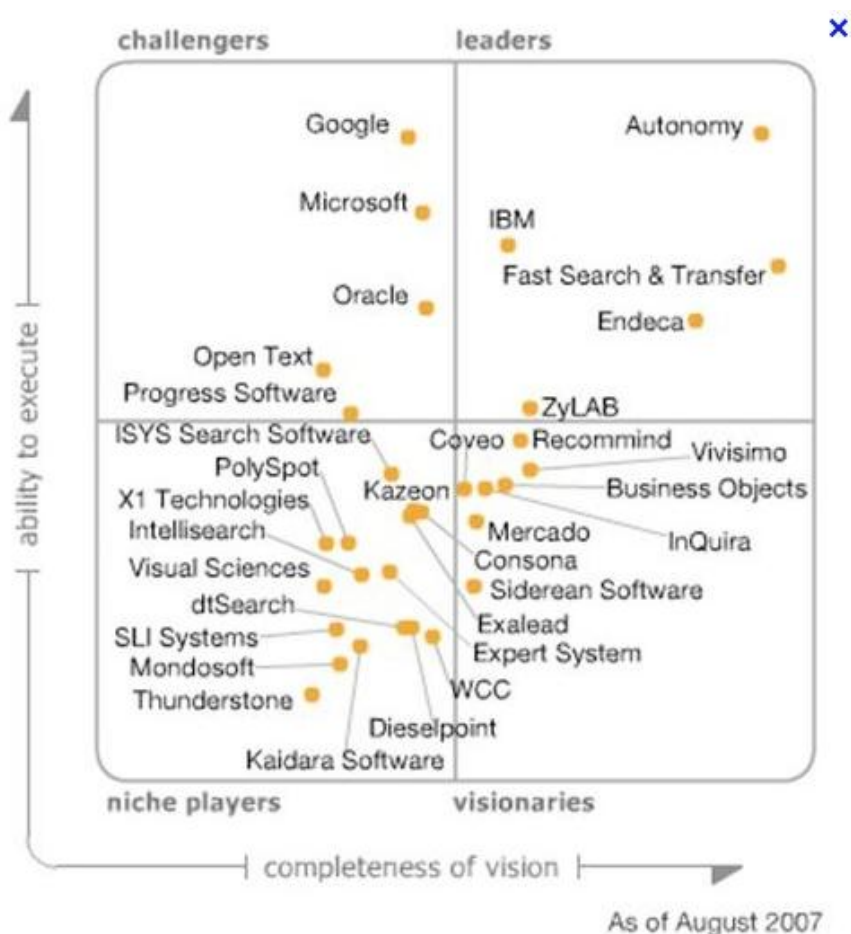 ×
challengers
leaders
Google
Autonomy
Microsoft
IBM
Fast Search & Transfer
Oracle
Endeca
Open Text
Progress Software
ZyLAB
ISYS Search Software
Coveo
Recommind
Vivisimo
PolySpot
Kazeon
Business Objects
X1 Technologies
Intellisearch
Mercado
InQuira
Consona
Visual Sciences
Siderean Software
dtSearch
Exalead
SLI Systems
Expert System
Mondosoft
WCC
Thunderstone
Dieselpoint
Kaidara Software
niche players
visionaries
ability to execute
completeness of vision
As of August 2007